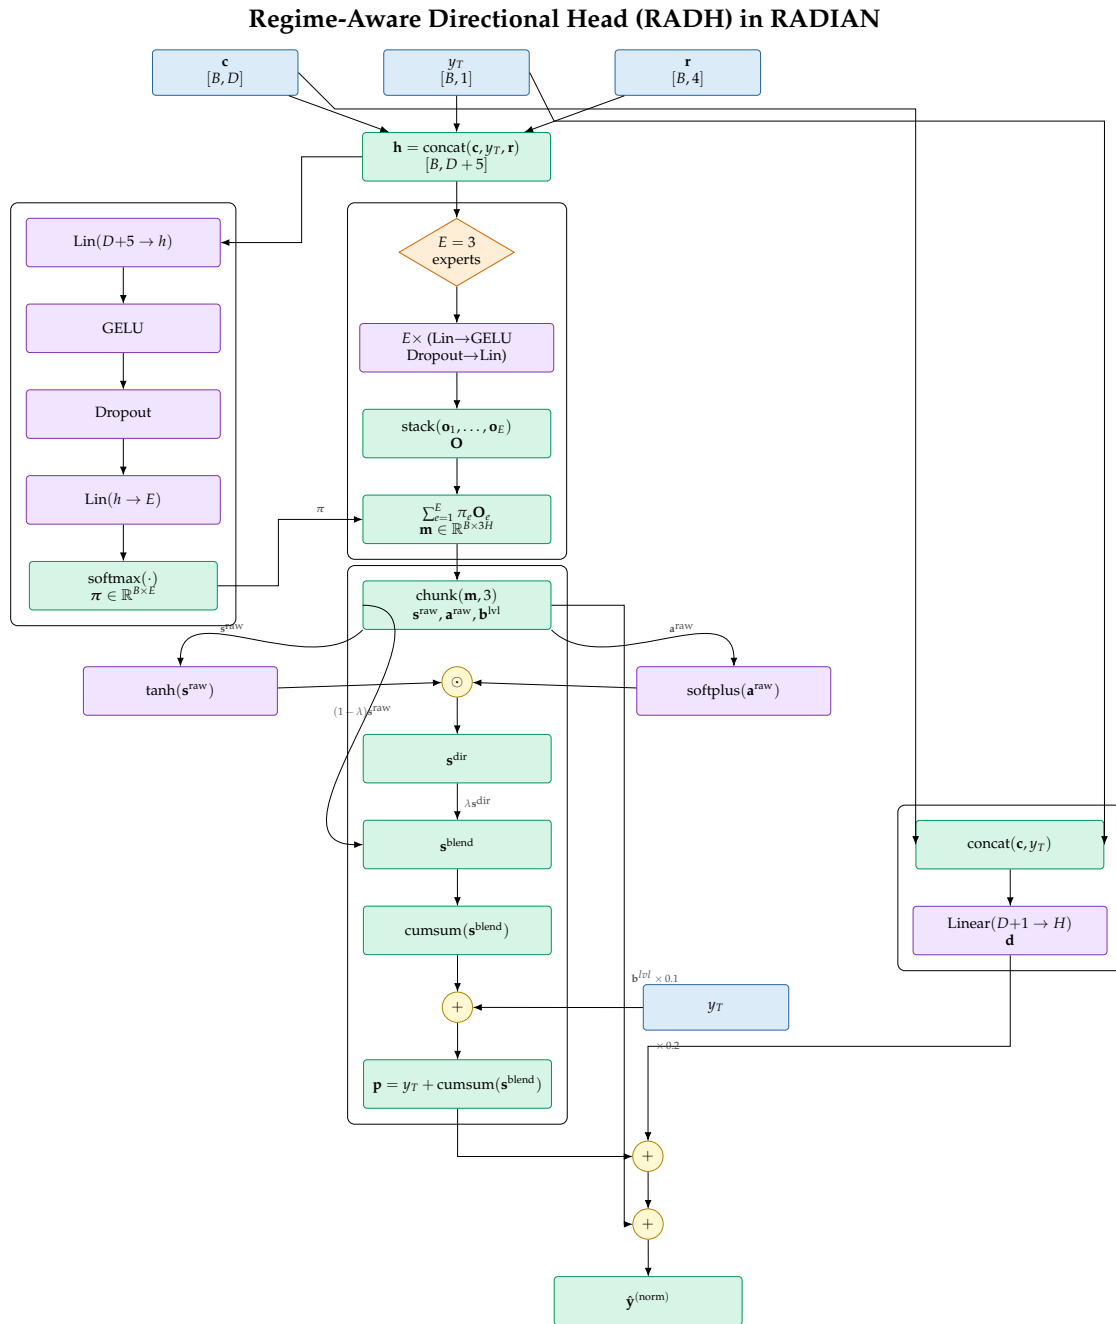 Regime-Aware Directional Head (RADH) in RADIAN
c
[B, D]
y_T
[B, 1]
r
[B, 4]
h = concat(c, y_T, r)
[B, D + 5]
Lin(D+5 → h)
GELU
Dropout
Lin(h → E)
softmax(·)
π ∈ ℝ^{B×E}
π
E = 3
experts
E× (Lin→GELU
Dropout→Lin)
stack(o_1, . . . , o_E)
O
∑_{e=1}^{E} π_e O_e
m ∈ ℝ^{B×3H}
chunk(m, 3)
s^raw, a^raw, b^lvl
s^raw
a^raw
tanh(s^raw)
⊙
softplus(a^raw)
(1 − λ)s^raw
s^dir
λs^dir
s^blend
cumsum(s^blend)
concat(c, y_T)
Linear(D+1 → H)
d
b^{lvl} × 0.1
+
y_T
× 0.2
p = y_T + cumsum(s^blend)
+
+
ŷ^(norm)